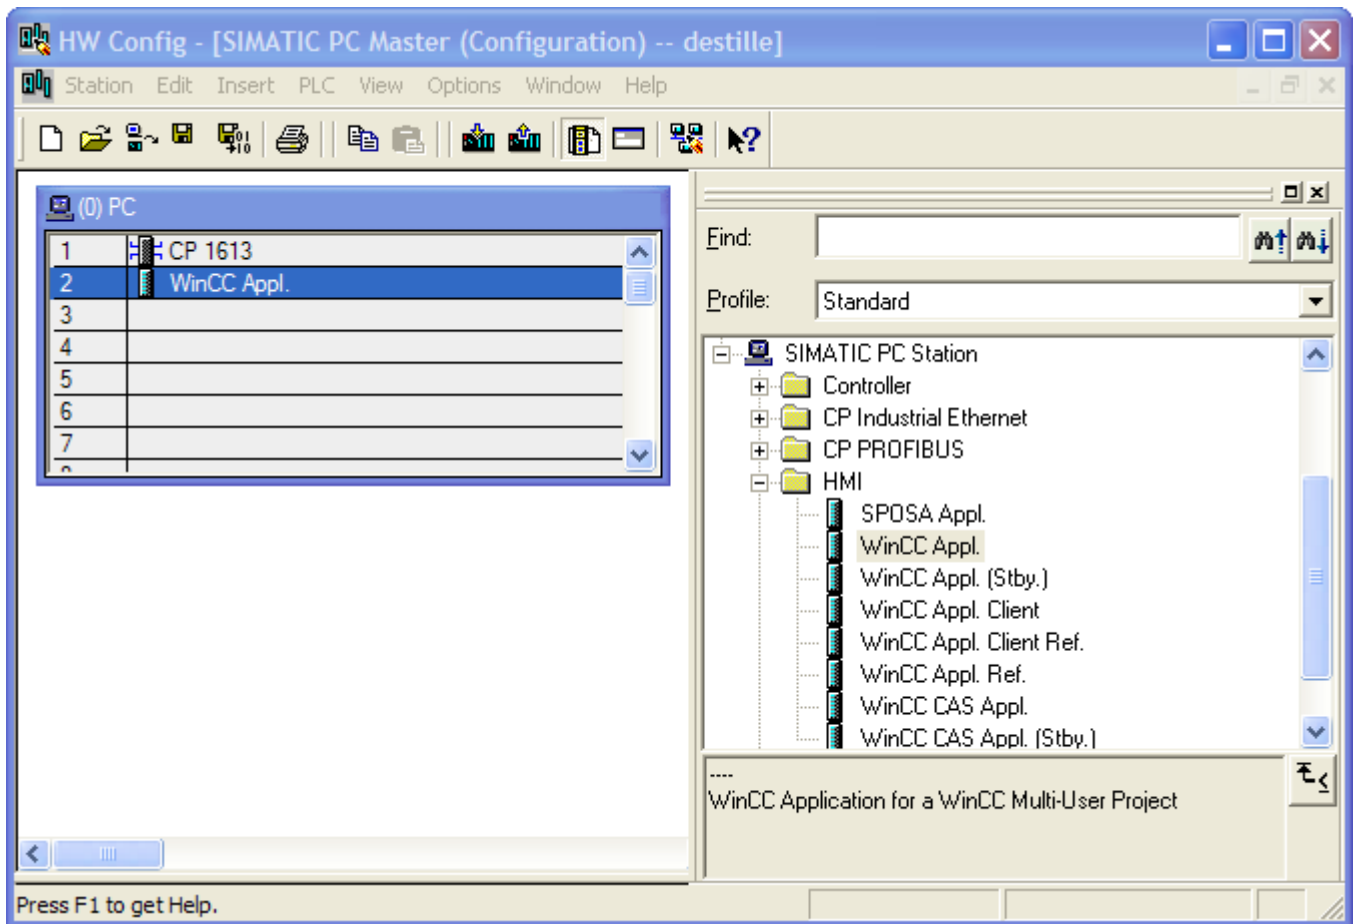 HW Config - [SIMATIC PC Master (Configuration) -- destille]
Station Edit Insert PLC View Options Window Help
(0) PC
1 CP 1613
2 WinCC Appl.
3
4
5
6
7
Find:
Profile: Standard
SIMATIC PC Station
Controller
CP Industrial Ethernet
CP PROFIBUS
HMI
SPOSA Appl.
WinCC Appl.
WinCC Appl. (Stby.)
WinCC Appl. Client
WinCC Appl. Client Ref.
WinCC Appl. Ref.
WinCC CAS Appl.
WinCC CAS Appl. (Stby.)
----
WinCC Application for a WinCC Multi-User Project
Press F1 to get Help.